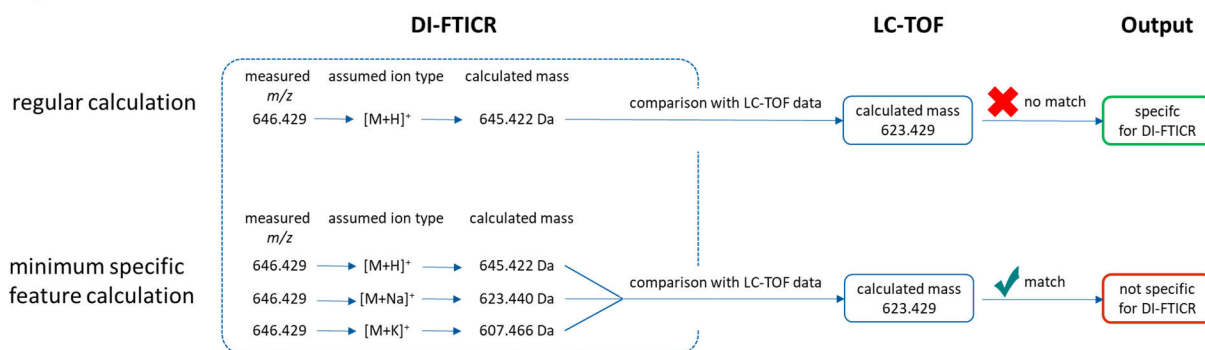 DI-FTICR LC-TOF Output
measured assumed ion type calculated mass
m/z
regular calculation
646.429 [M+H]+ 645.422 Da
comparison with LC-TOF data
calculated mass
623.429
no match
specifc
for DI-FTICR
measured assumed ion type calculated mass
m/z
minimum specific
feature calculation
646.429 [M+H]+ 645.422 Da
646.429 [M+Na]+ 623.440 Da
646.429 [M+K]+ 607.466 Da
comparison with LC-TOF data
calculated mass
623.429
match
not specific
for DI-FTICR